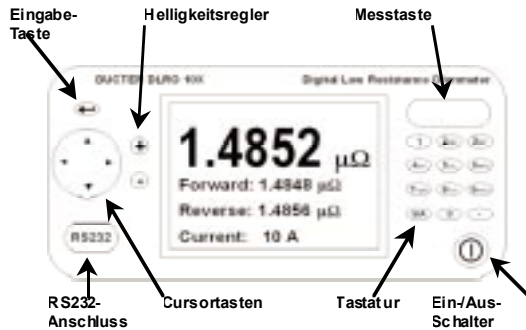 Eingabe-
Taste
Helligkeitsregler
Messtaste
DUCTER DLRO 10X
Digital Low Resistance Ohmmeter
1.4852 µΩ
Forward: 1.4848 µΩ
Reverse: 1.4856 µΩ
Current: 10 A
RS232
RS232-
Anschluss
Cursortasten
Tastatur
Ein-/Aus-
Schalter